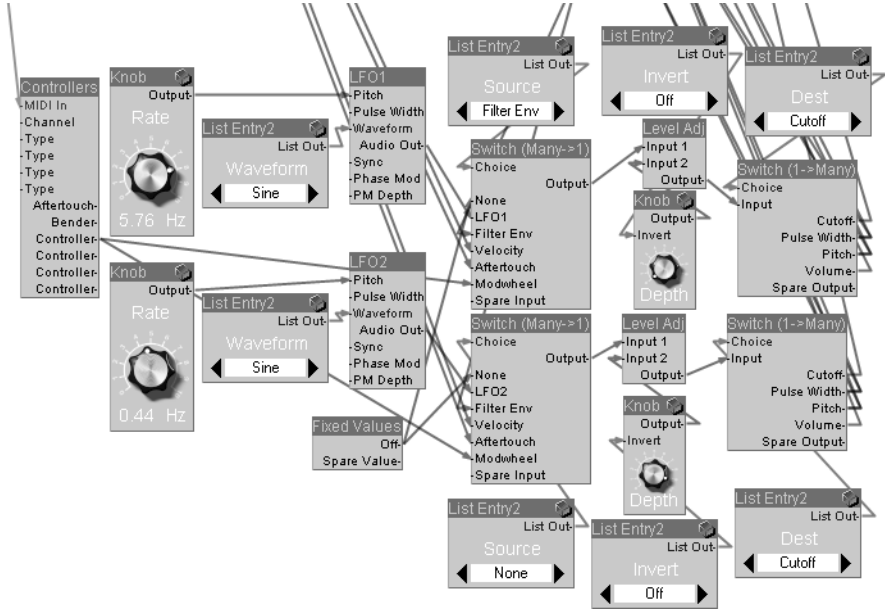 Controllers
MIDI In
Channel
Type
Type
Type
Type
Aftertouch
Bender
Controller
Controller
Controller
Controller
Knob
Output
Rate
5.76 Hz
Knob
Output
Rate
0.44 Hz
List Entry2
List Out
Waveform
Sine
List Entry2
List Out
Waveform
Sine
LFO1
Pitch
Pulse Width
Waveform
Audio Out
Sync
Phase Mod
PM Depth
LFO2
Pitch
Pulse Width
Waveform
Audio Out
Sync
Phase Mod
PM Depth
Fixed Values
Off
Spare Value
List Entry2
List Out
Source
Filter Env
Switch (Many->1)
Choice
Output
None
LFO1
Filter Env
Velocity
Aftertouch
Modwheel
Spare Input
Switch (Many->1)
Choice
Output
None
LFO2
Filter Env
Velocity
Aftertouch
Modwheel
Spare Input
List Entry2
List Out
Source
None
List Entry2
List Out
Invert
Off
Level Adj
Input 1
Input 2
Output
Knob
Output
Invert
Depth
Level Adj
Input 1
Input 2
Output
Knob
Output
Invert
Depth
List Entry2
List Out
Invert
Off
List Entry2
List Out
Dest
Cutoff
Switch (1->Many)
Choice
Input
Cutoff
Pulse Width
Pitch
Volume
Spare Output
Switch (1->Many)
Choice
Input
Cutoff
Pulse Width
Pitch
Volume
Spare Output
List Entry2
List Out
Dest
Cutoff